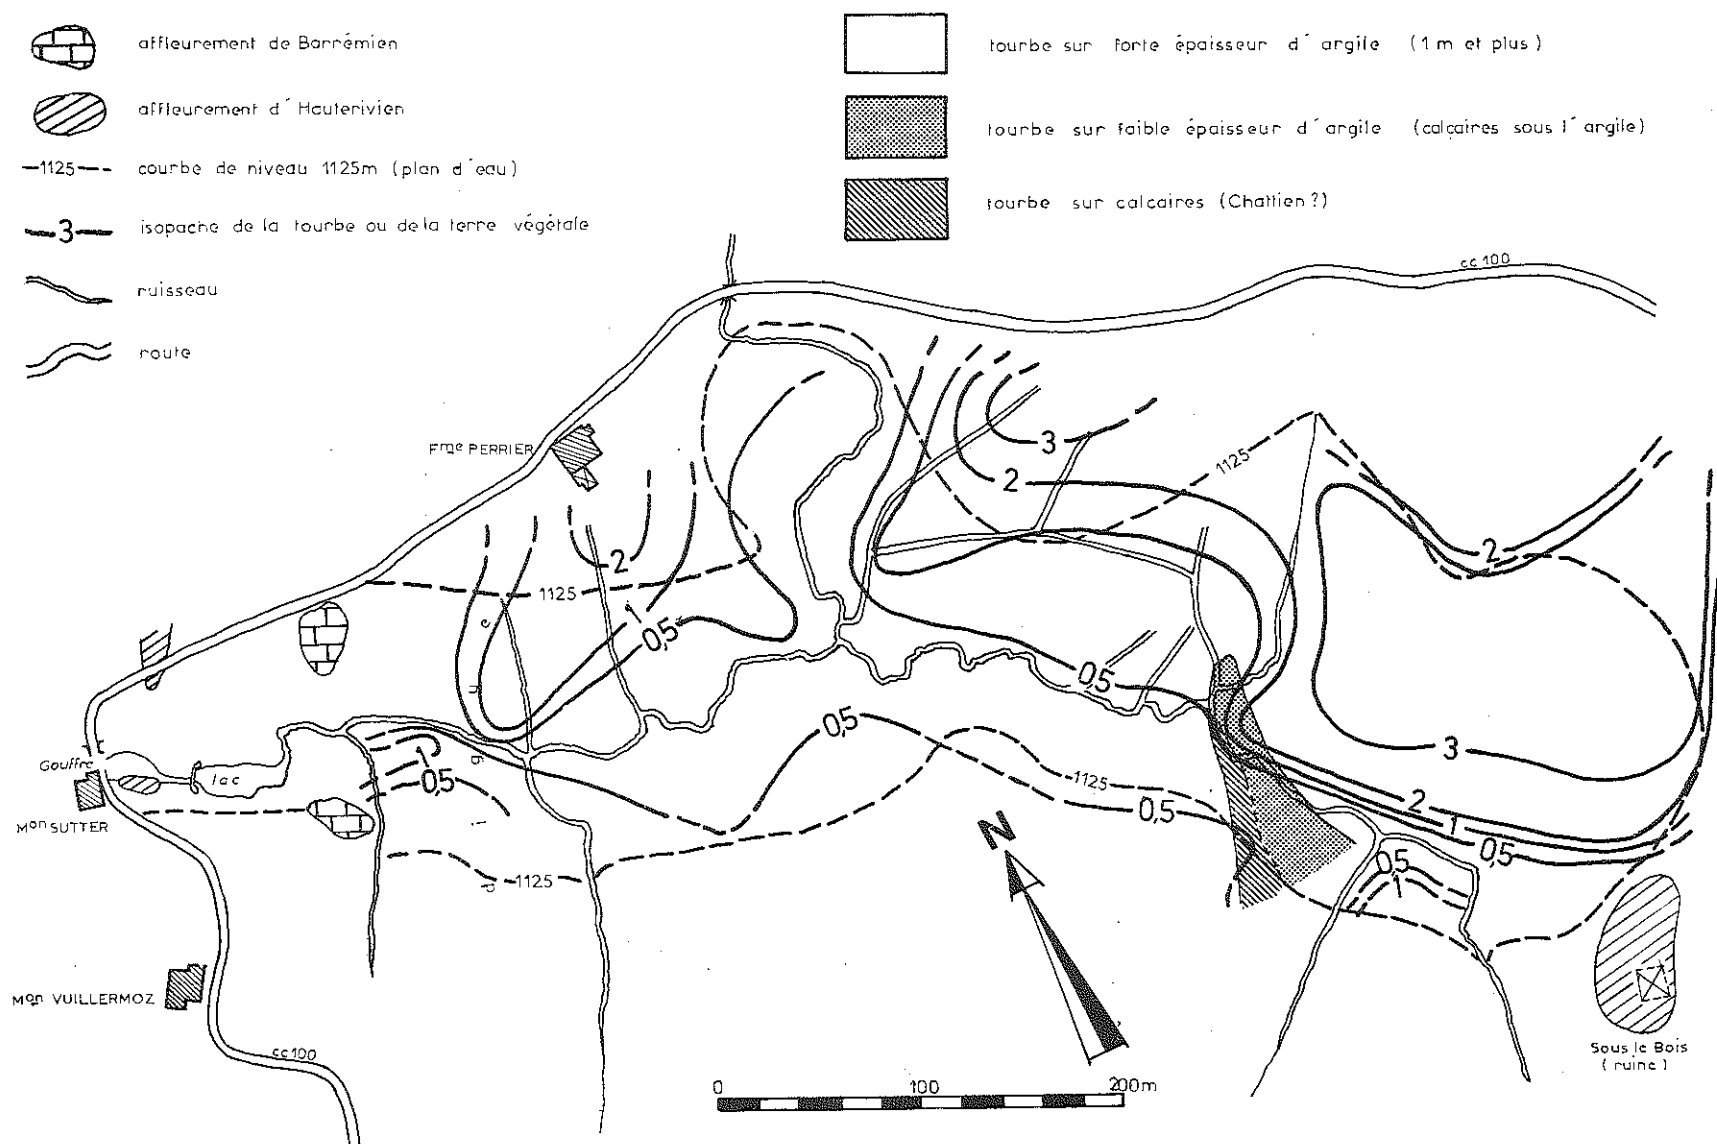 affleurement de Barrémien
affleurement d'Hauterivien
1125 courbe de niveau 1125m (plan d'eau)
3 isopache de la tourbe ou de la terre végétale
ruisseau
route
tourbe sur forte épaisseur d'argile (1 m et plus)
tourbe sur faible épaisseur d'argile (calcaires sous l'argile)
tourbe sur calcaires (Chattien ?)
cc 100
Fme PERRIER
3
2
1125
2
2
1125
1
0,5
e
n
g
i
p
0,5
0,5
3
Gouffre
lac
0,5
1125
0,5
2
1
0,5
Mon SUTTER
0,5
1
1125
N
Mon VUILLERMOZ
cc 100
Sous le Bois
(ruine)
0 100 200m